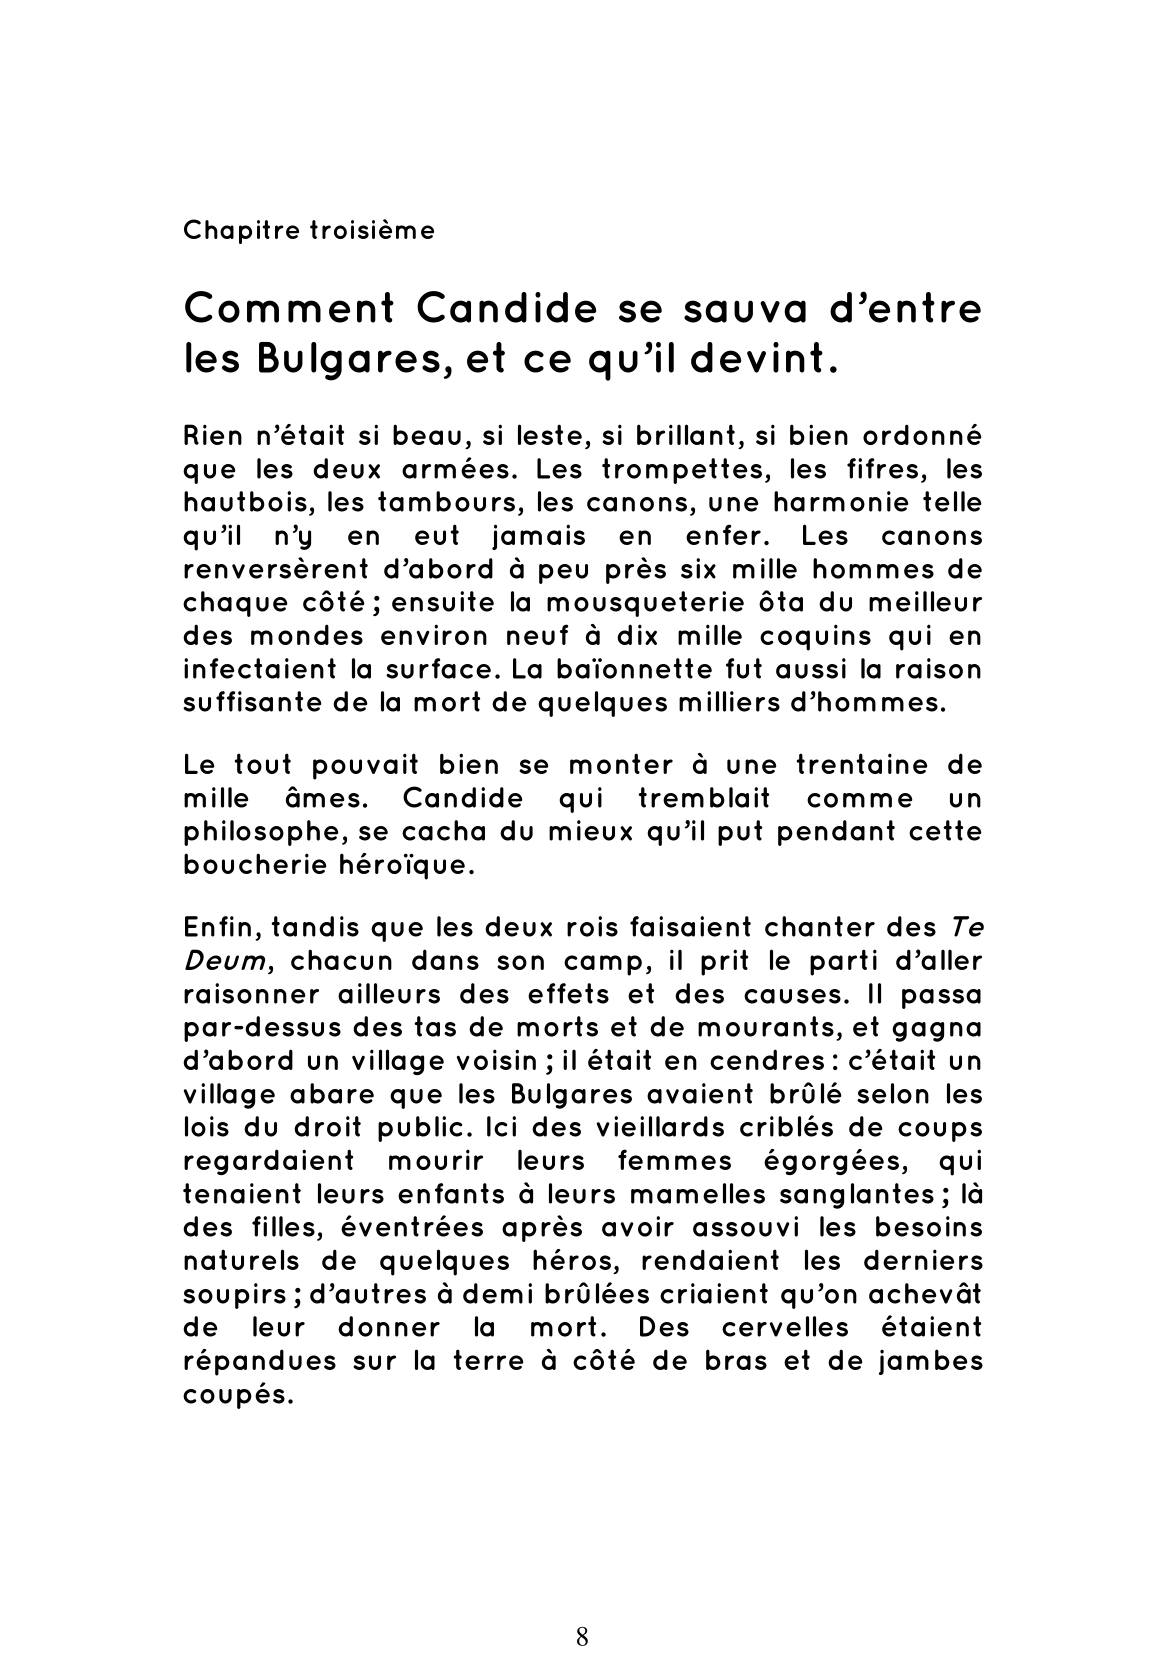 Chapitre troisième
Comment Candide se sauva d’entre
les Bulgares, et ce qu’il devint.
Rien n’était si beau, si leste, si brillant, si bien ordonné
que les deux armées. Les trompettes, les fifres, les
hautbois, les tambours, les canons, une harmonie telle
qu’il n’y en eut jamais en enfer. Les canons
renversèrent d’abord à peu près six mille hommes de
chaque côté ; ensuite la mousqueterie ôta du meilleur
des mondes environ neuf à dix mille coquins qui en
infectaient la surface. La baïonnette fut aussi la raison
suffisante de la mort de quelques milliers d’hommes.
Le tout pouvait bien se monter à une trentaine de
mille âmes. Candide qui tremblait comme un
philosophe, se cacha du mieux qu’il put pendant cette
boucherie héroïque.
Enfin, tandis que les deux rois faisaient chanter des Te
Deum, chacun dans son camp, il prit le parti d’aller
raisonner ailleurs des effets et des causes. Il passa
par-dessus des tas de morts et de mourants, et gagna
d’abord un village voisin ; il était en cendres : c’était un
village abare que les Bulgares avaient brûlé selon les
lois du droit public. Ici des vieillards criblés de coups
regardaient mourir leurs femmes égorgées, qui
tenaient leurs enfants à leurs mamelles sanglantes ; là
des filles, éventrées après avoir assouvi les besoins
naturels de quelques héros, rendaient les derniers
soupirs ; d’autres à demi brûlées criaient qu’on achevât
de leur donner la mort. Des cervelles étaient
répandues sur la terre à côté de bras et de jambes
coupés.
8